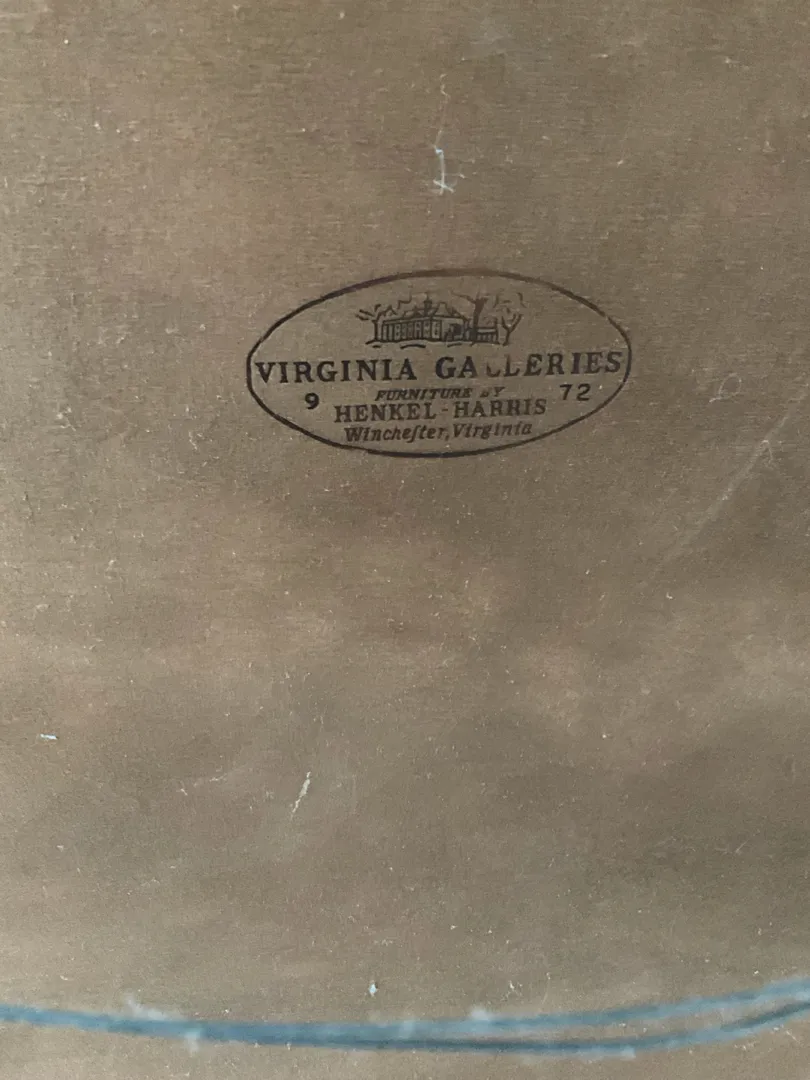 VIRGINIA GALLERIES
9 FURNITURE BY 72
HENKEL-HARRIS
Wincheſter, Virginia